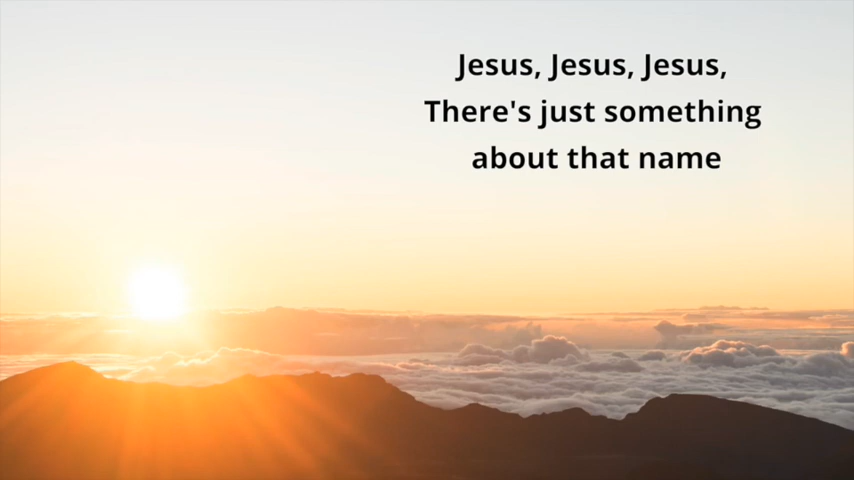 Jesus, Jesus, Jesus,
There's just something
about that name